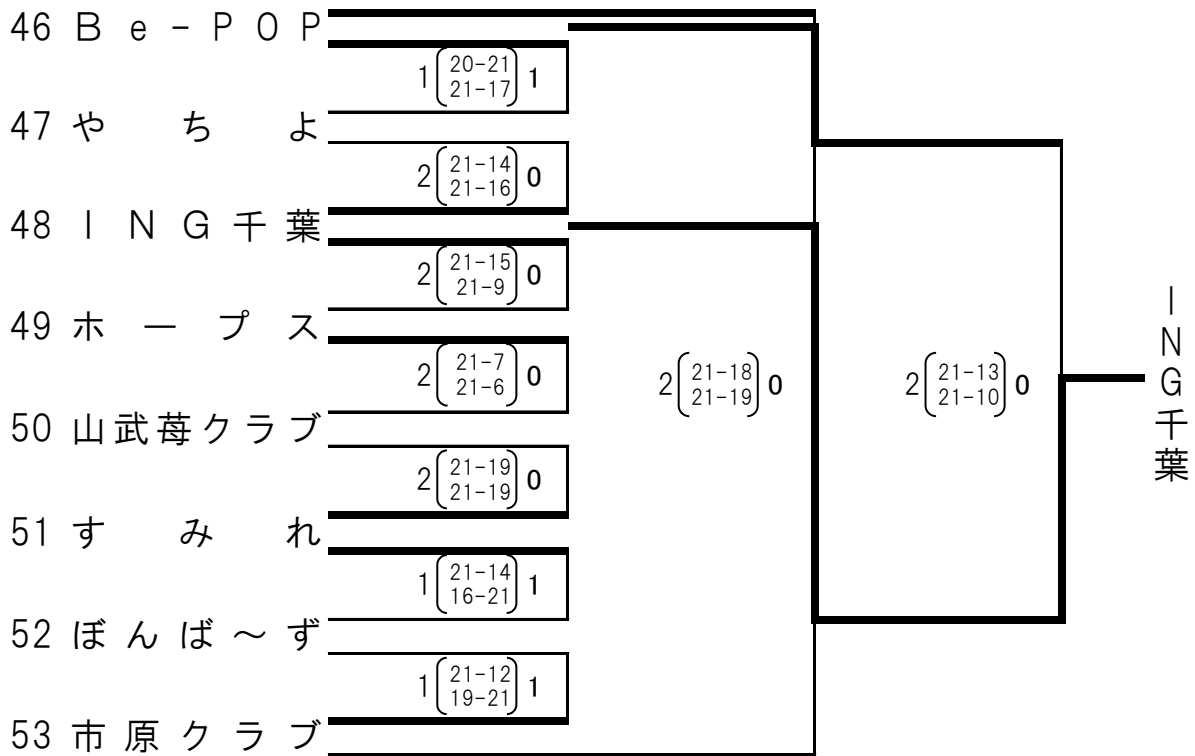 46 Ｂｅ-ＰＯＰ
1 20-21 1
21-17
47 やちよ
2 21-14 0
21-16
48 ＩＮＧ千葉
2 21-15 0
21-9
49 ホープス
2 21-7 0
21-6
50 山武苺クラブ
2 21-19 0
21-19
51 すみれ
1 21-14 1
16-21
52 ぼんば～ず
1 21-12 1
19-21
53 市原クラブ
2 21-18 0
21-19
2 21-13 0
21-10
ＩＮＧ千葉